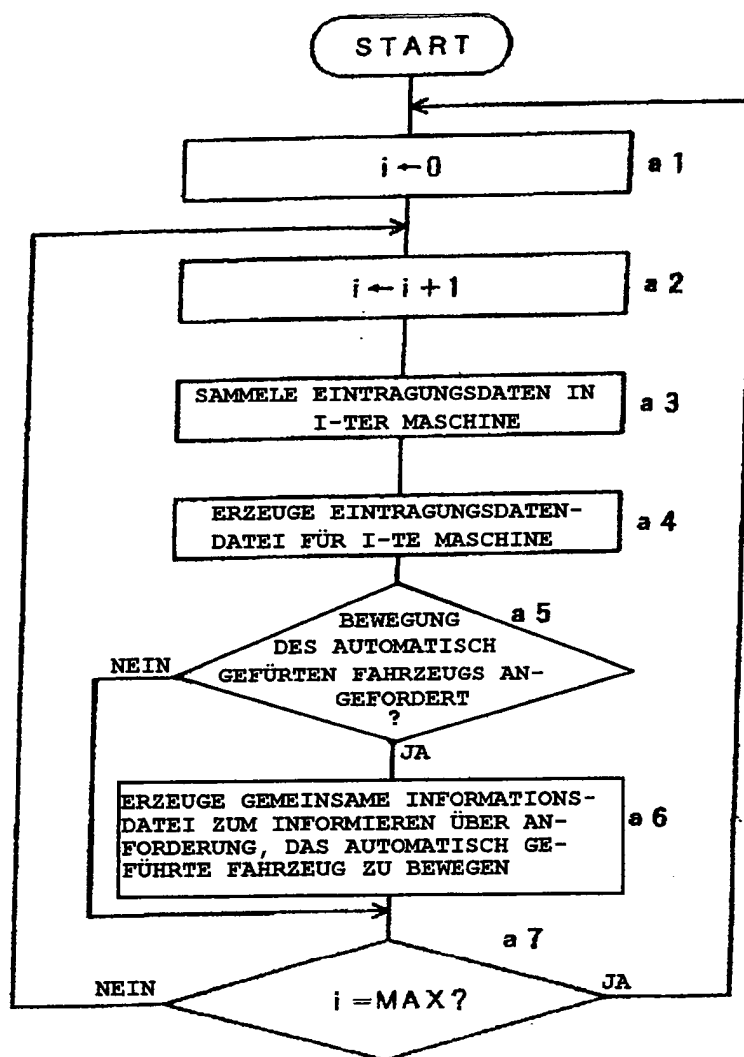 START
i ← 0
a 1
i ← i + 1
a 2
SAMMELE EINTRAGUNGSDATEN IN
I-TER MASCHINE
a 3
ERZEUGE EINTRAGUNGSDATEN-
DATEI FÜR I-TE MASCHINE
a 4
BEWEGUNG
DES AUTOMATISCH
GEFÜRTEN FAHRZEUGS AN-
GEFORDERT
?
a 5
NEIN
JA
ERZEUGE GEMEINSAME INFORMATIONS-
DATEI ZUM INFORMIEREN ÜBER AN-
FORDERUNG, DAS AUTOMATISCH GE-
FÜHRTE FAHRZEUG ZU BEWEGEN
a 6
a 7
NEIN
i = MAX ?
JA